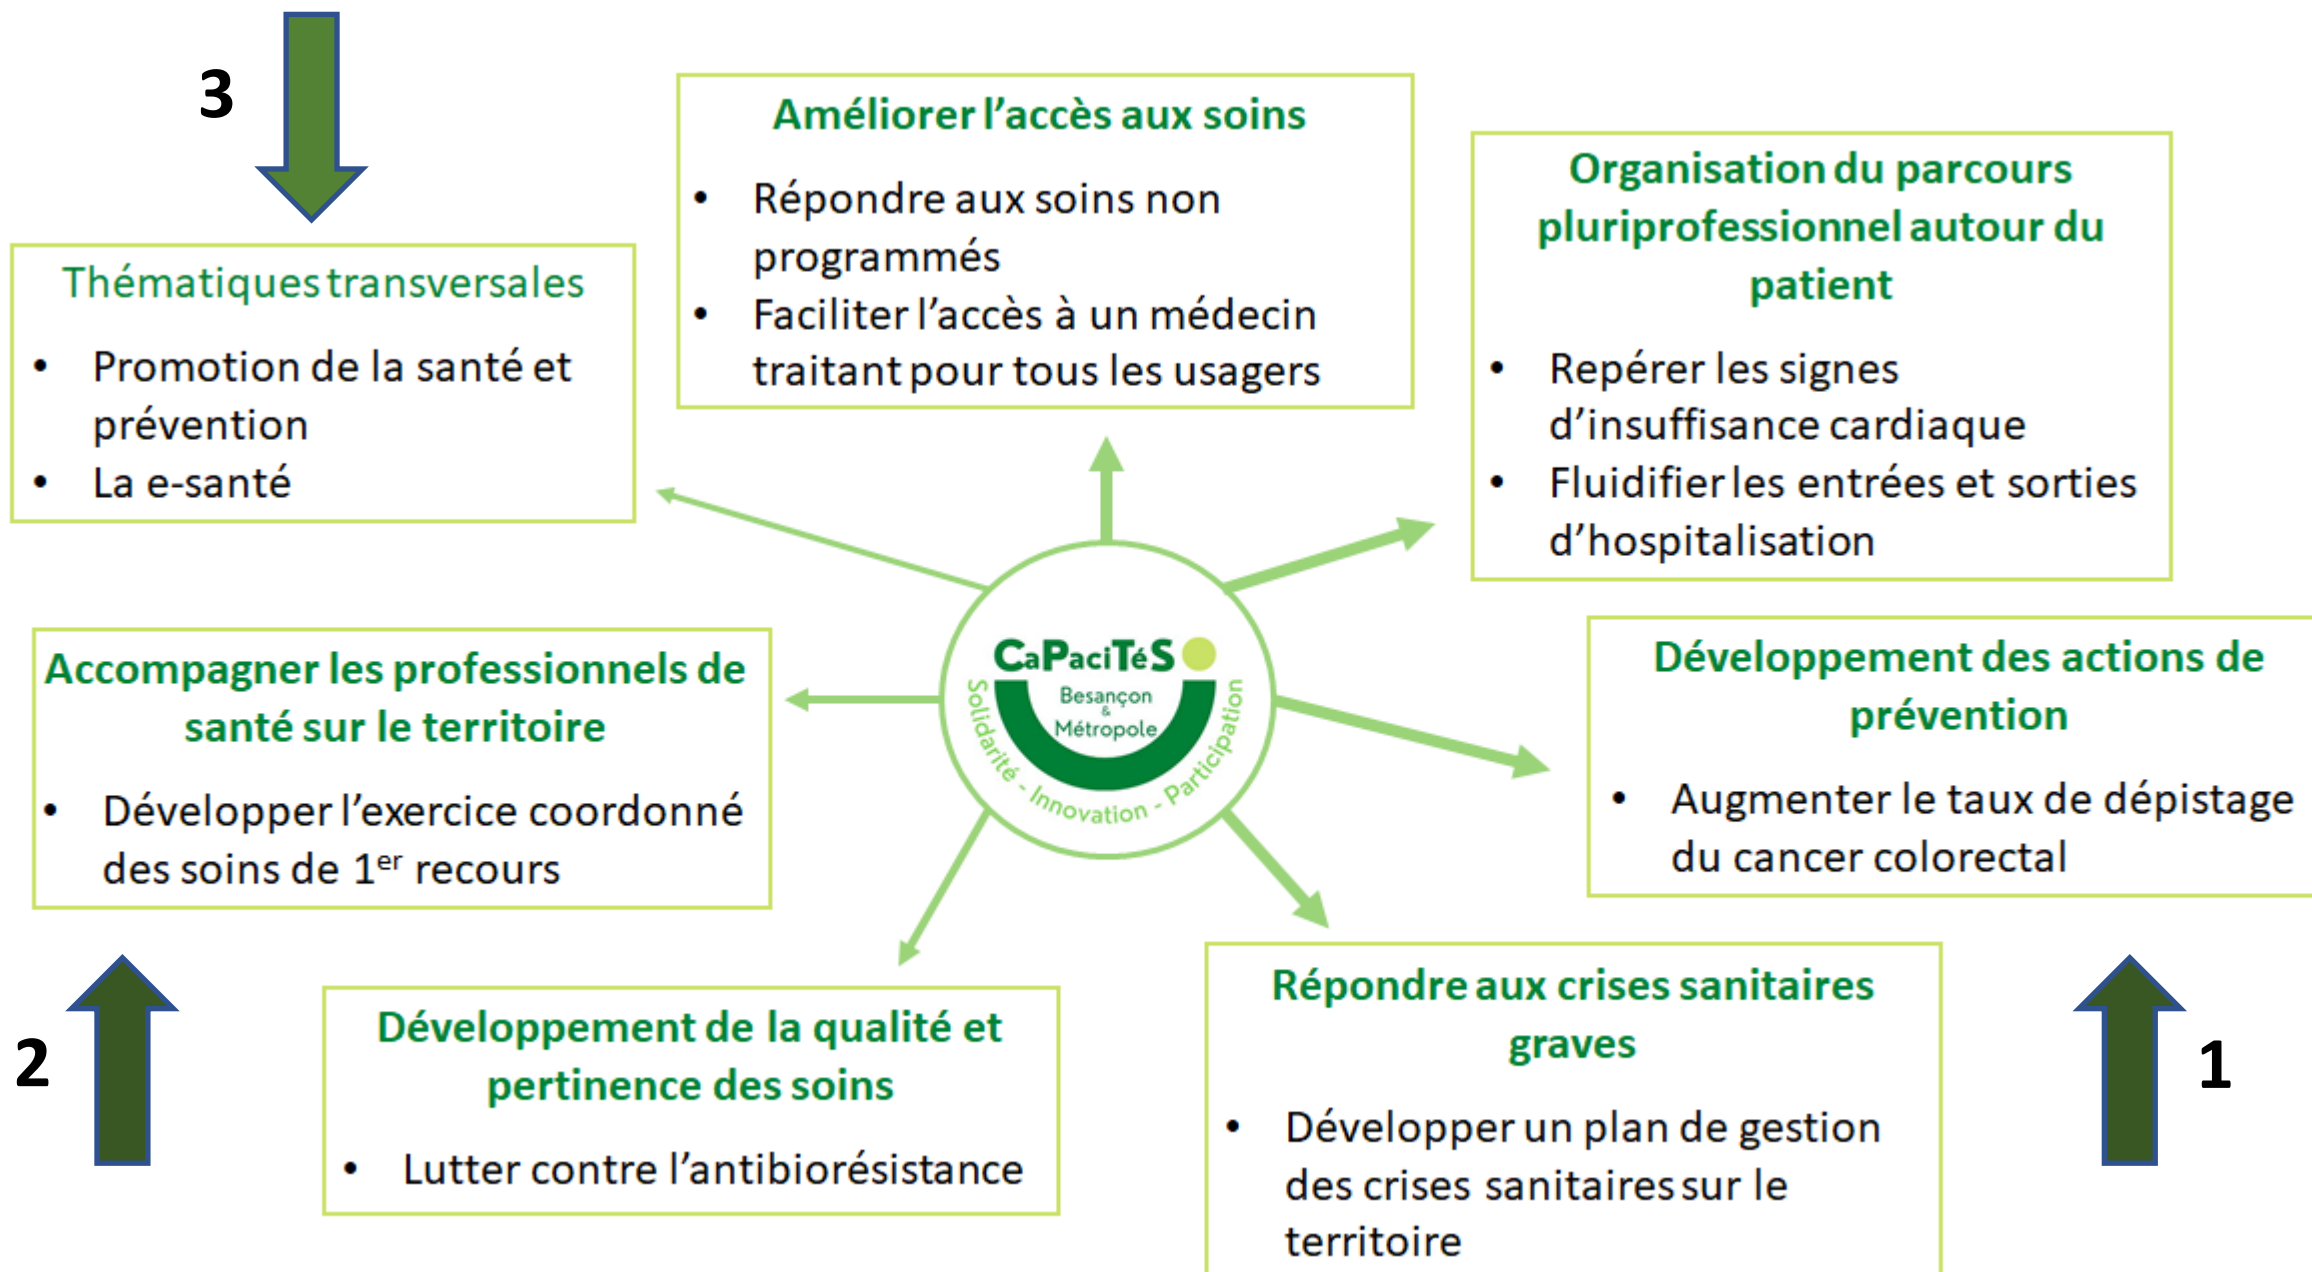 3
Améliorer l'accès aux soins
• Répondre aux soins non
programmés
• Faciliter l'accès à un médecin
traitant pour tous les usagers
Organisation du parcours
pluriprofessionnel autour du
patient
• Repérer les signes
d'insuffisance cardiaque
• Fluidifier les entrées et sorties
d'hospitalisation
Thématiques transversales
• Promotion de la santé et
prévention
• La e-santé
CaPaciTéS
Besançon
&
Métropole
Solidarité - Innovation - Participation
Accompagner les professionnels de
santé sur le territoire
• Développer l'exercice coordonné
des soins de 1er recours
Développement des actions de
prévention
• Augmenter le taux de dépistage
du cancer colorectal
2
Développement de la qualité et
pertinence des soins
• Lutter contre l'antibiorésistance
Répondre aux crises sanitaires
graves
• Développer un plan de gestion
des crises sanitaires sur le
territoire
1